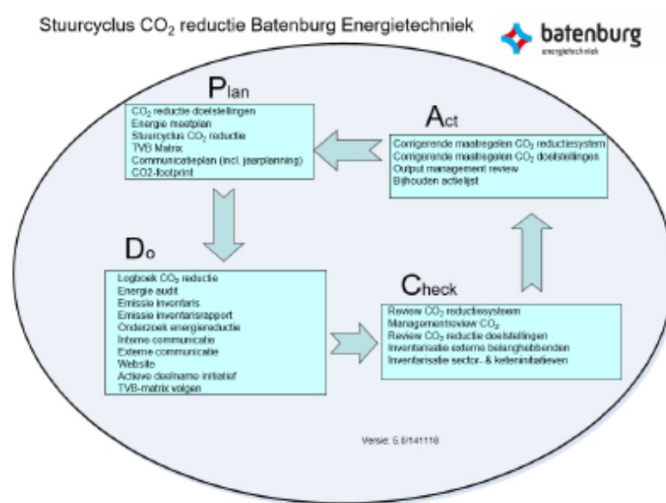 Stuurcyclus CO₂ reductie Batenburg Energietechniek
batenburg
energietechniek
Plan
CO₂ reductie doelstellingen
Energie meetplan
Stuurcyclus CO₂ reductie
TVB Matrix
Communicatieplan (incl. jaarplanning)
CO2-footprint
Act
Corrigerende maatregelen CO₂ reductiesystem
Corrigerende maatregelen CO₂ doelstellingen
Output management review
Bijhouden actielijst
Do
Logboek CO₂ reductie
Energie audit
Emissie inventaris
Emissie inventarisrapport
Onderzoek energiereductie
Interne communicatie
Externe communicatie
Website
Actieve deelname initiatief
TVB-matrix volgen
Check
Review CO₂ reductiesysteem
Managementreview CO₂
Review CO₂ reductie doelstellingen
Inventarisatie externe belanghebbenden
Inventarisatie sector- & keteninitiatieven
Versie: 5.0/141118